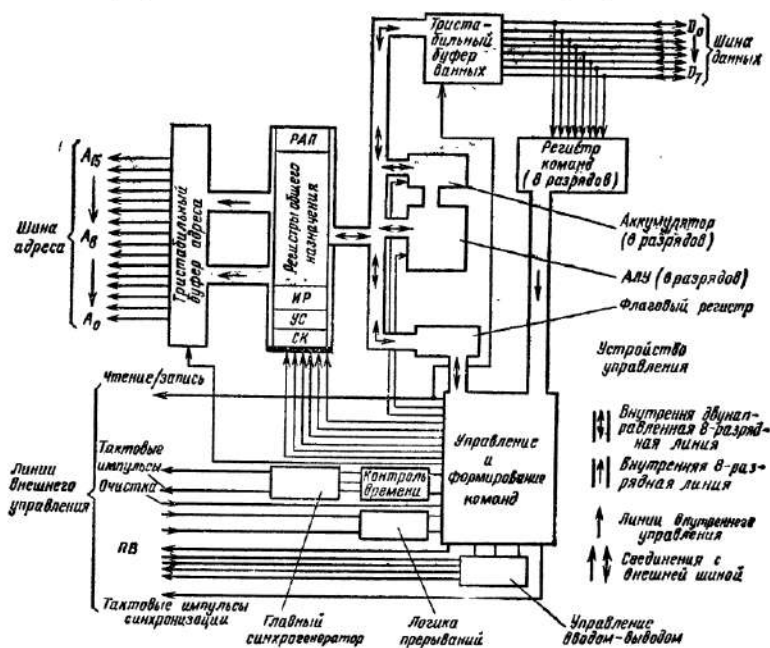 Триста-
бильный
буфер
данных
D₀
D₇
Шина
данных
A₁₅
A₈
A₀
Шина
адреса
Тристабильный
буфер адреса
РАП
Регистры общего
назначения
ИР
УС
СК
Регистр
команд
(8 разрядов)
Аккумулятор
(8 разрядов)
АЛУ (8 разрядов)
Флаговый регистр
Устройство
управления
Чтение/запись
Линии
внешнего
управления
Тактовые
импульсы
Очистка
ПВ
Тактовые импульсы
синхронизации
Контроль
времени
Управление
и
формирование
команд
Главный
синхрогенератор
Логика
прерываний
Управление
вводом-выводом
Внутрення двунап-
равленная 8-разряд-
ная линия
Внутренняя 8-раз-
рядная линия
Линии внутреннего
управления
Соединения с
внешней шиной